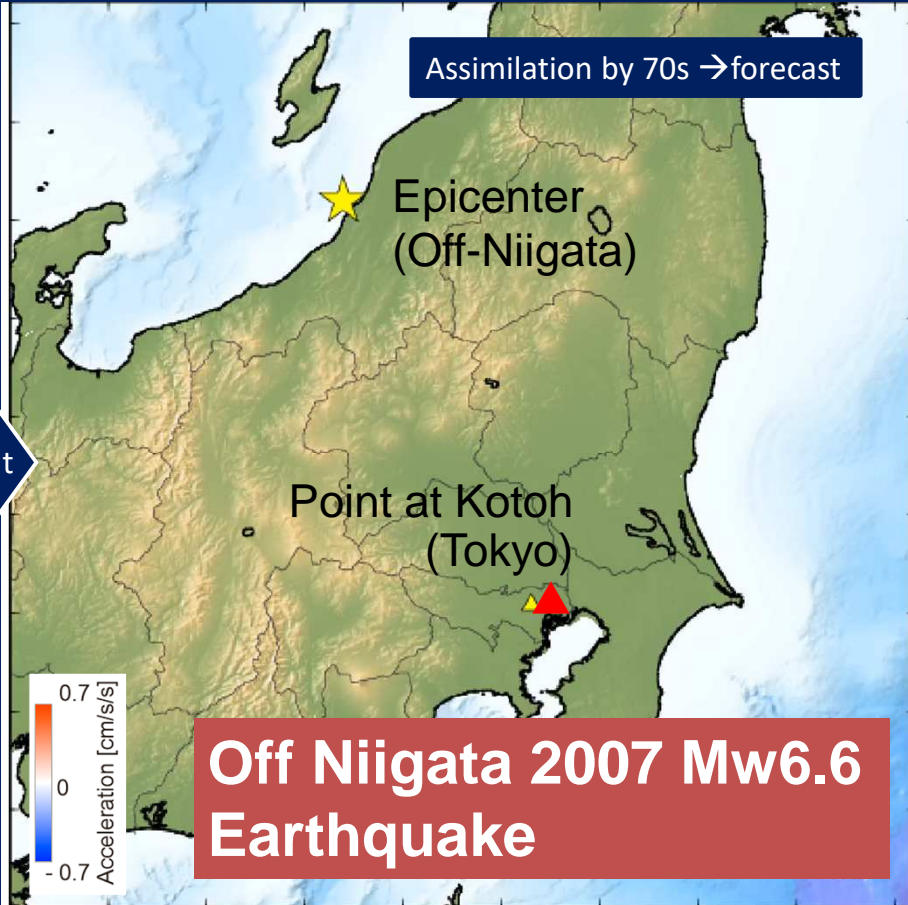 Assimilation by 70s →forecast
Epicenter
(Off-Niigata)
t
Point at Kotoh
(Tokyo)
0.7
0
- 0.7
Acceleration [cm/s/s]
Off Niigata 2007 Mw6.6
Earthquake